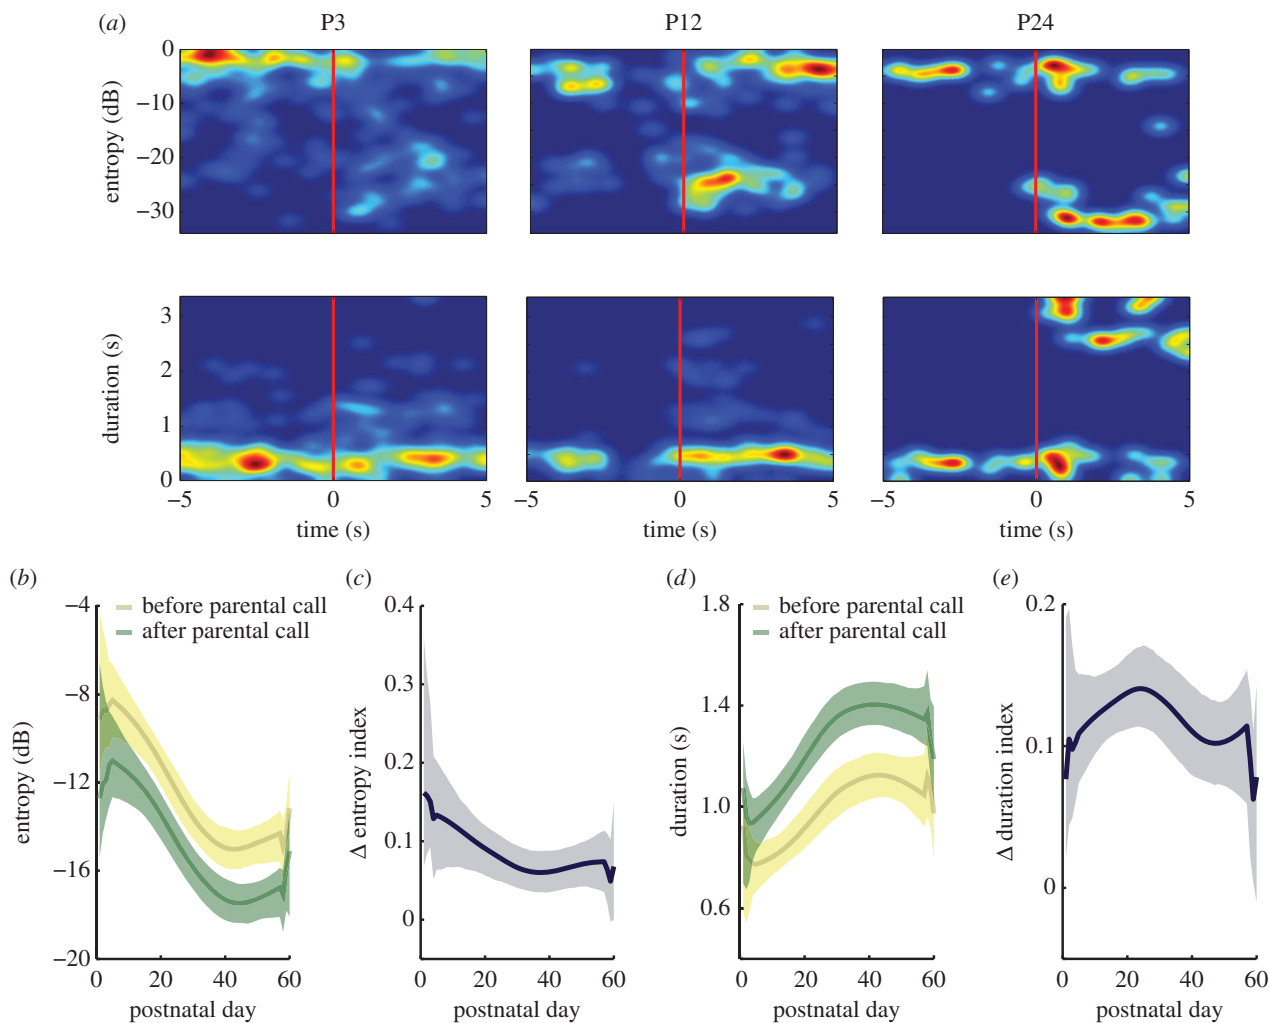 (a) P3 P12 P24
entropy (dB)
0
−10
−20
−30
duration (s)
3
2
1
0
−5 0 5 −5 0 5 −5 0 5
time (s) time (s) time (s)
(b)
before parental call
after parental call
entropy (dB)
−4
−8
−12
−16
−20
0 20 40 60
postnatal day
(c)
Δ entropy index
0.4
0.3
0.2
0.1
0
0 20 40 60
postnatal day
(d)
before parental call
after parental call
duration (s)
1.8
1.4
1.0
0.6
0 20 40 60
postnatal day
(e)
Δ duration index
0.2
0.1
0
0 20 40 60
postnatal day